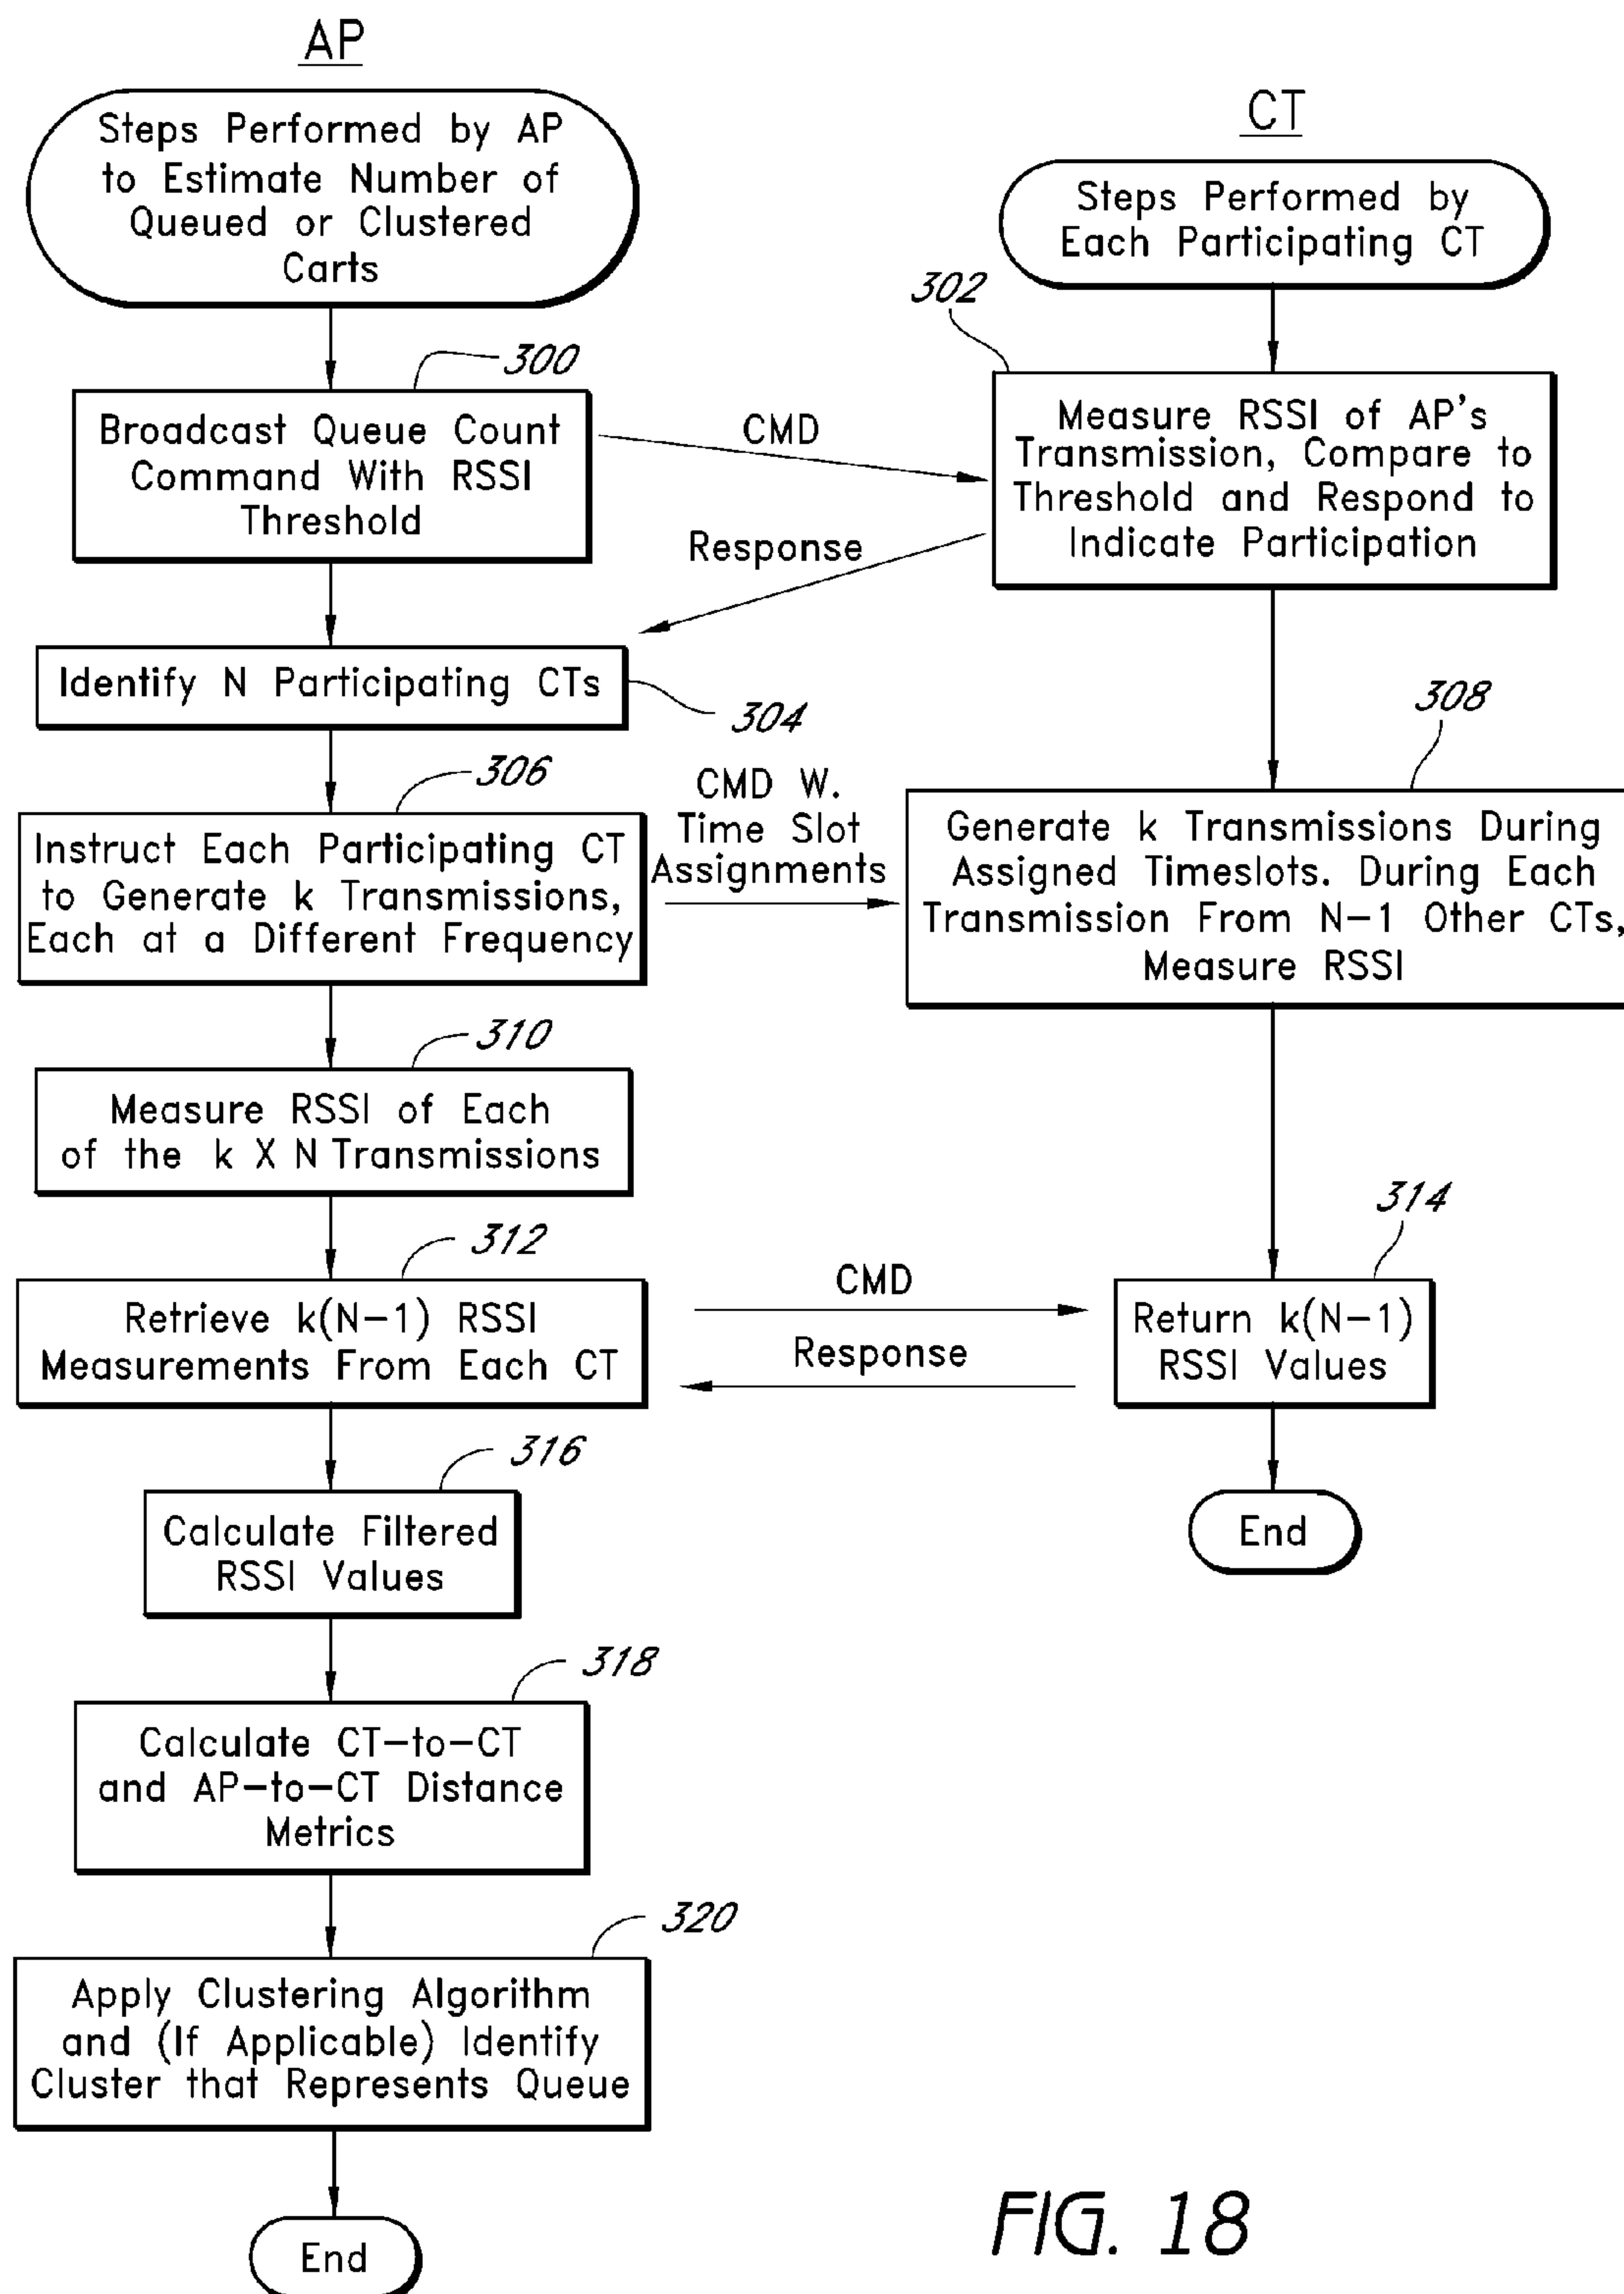 AP
Steps Performed by AP
to Estimate Number of
Queued or Clustered
Carts
CT
Steps Performed by
Each Participating CT
300
Broadcast Queue Count
Command With RSSI
Threshold
CMD
302
Measure RSSI of AP's
Transmission, Compare to
Threshold and Respond to
Indicate Participation
Response
Identify N Participating CTs
304
306
Instruct Each Participating CT
to Generate k Transmissions,
Each at a Different Frequency
CMD W.
Time Slot
Assignments
308
Generate k Transmissions During
Assigned Timeslots. During Each
Transmission From N-1 Other CTs,
Measure RSSI
310
Measure RSSI of Each
of the k X N Transmissions
312
Retrieve k(N-1) RSSI
Measurements From Each CT
CMD
Response
314
Return k(N-1)
RSSI Values
End
316
Calculate Filtered
RSSI Values
318
Calculate CT-to-CT
and AP-to-CT Distance
Metrics
320
Apply Clustering Algorithm
and (If Applicable) Identify
Cluster that Represents Queue
End
FIG. 18